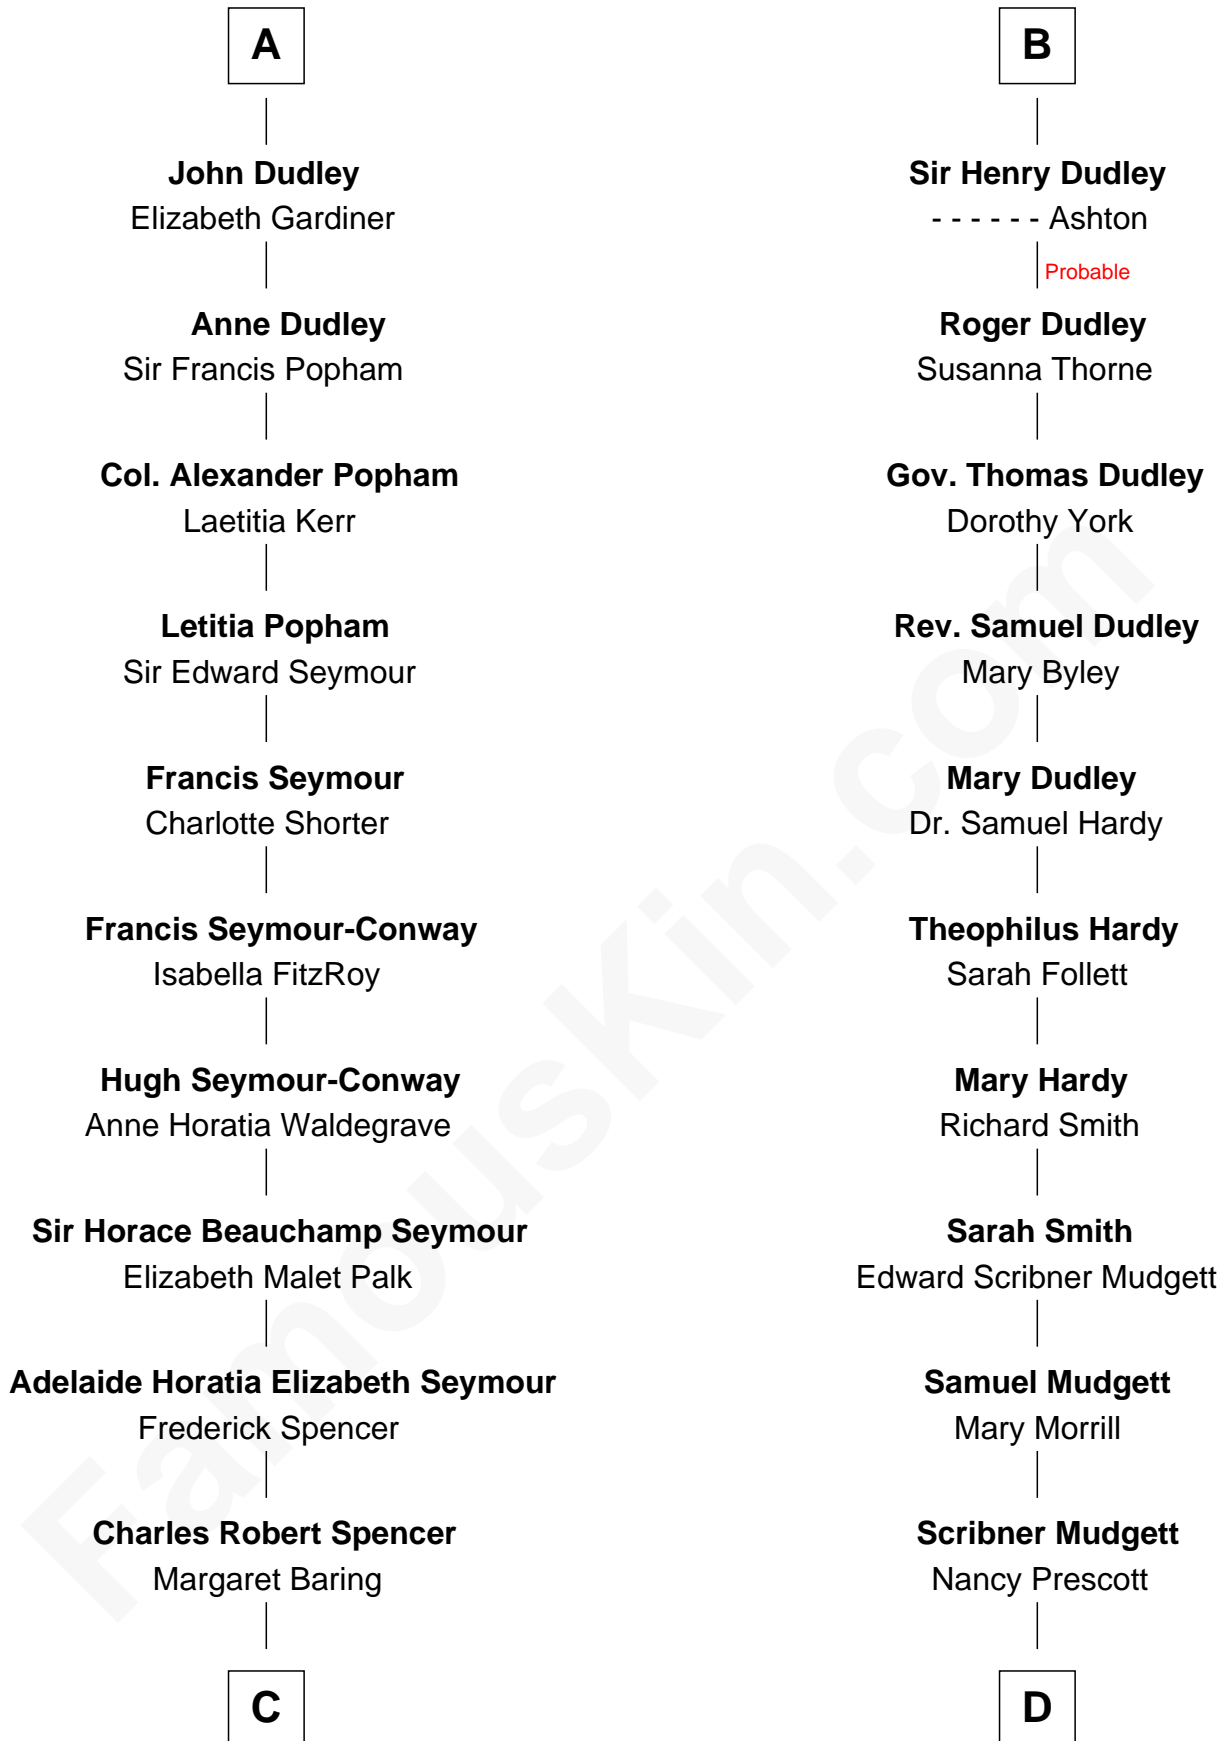 A
John Dudley
Elizabeth Gardiner
Anne Dudley
Sir Francis Popham
Col. Alexander Popham
Laetitia Kerr
Letitia Popham
Sir Edward Seymour
Francis Seymour
Charlotte Shorter
Francis Seymour-Conway
Isabella FitzRoy
Hugh Seymour-Conway
Anne Horatia Waldegrave
Sir Horace Beauchamp Seymour
Elizabeth Malet Palk
Adelaide Horatia Elizabeth Seymour
Frederick Spencer
Charles Robert Spencer
Margaret Baring
C
B
Sir Henry Dudley
- - - - - - Ashton
Probable
Roger Dudley
Susanna Thorne
Gov. Thomas Dudley
Dorothy York
Rev. Samuel Dudley
Mary Byley
Mary Dudley
Dr. Samuel Hardy
Theophilus Hardy
Sarah Follett
Mary Hardy
Richard Smith
Sarah Smith
Edward Scribner Mudgett
Samuel Mudgett
Mary Morrill
Scribner Mudgett
Nancy Prescott
D
FamousKin.com